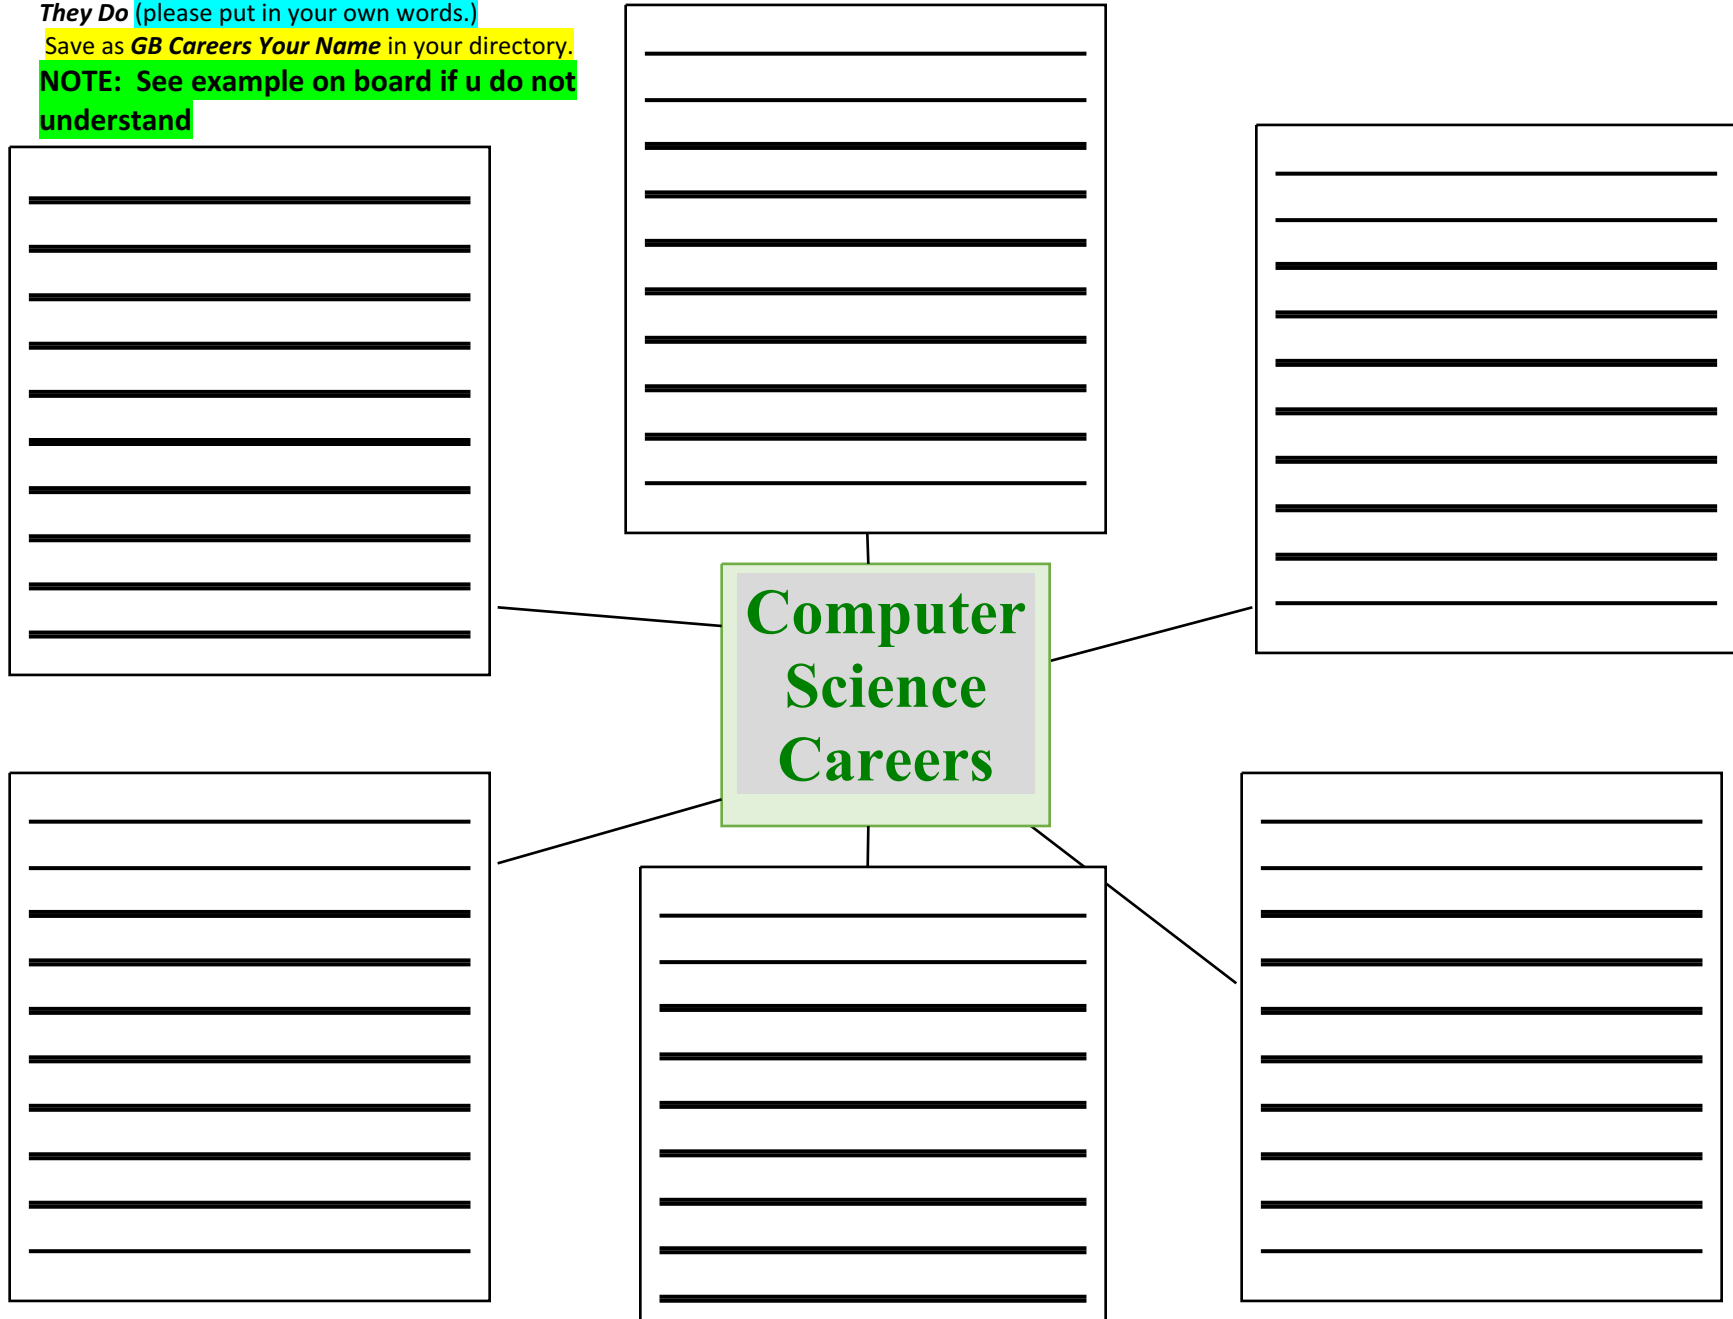 They Do (please put in your own words.)
Save as GB Careers Your Name in your directory.
NOTE:  See example on board if u do not
understand
Computer
Science
Careers